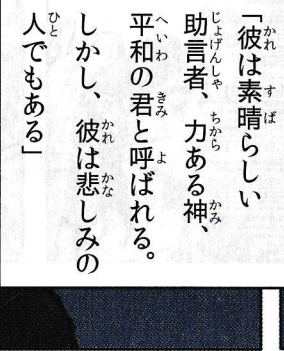 「彼は素晴らしい
助言者、力ある神、
平和の君と呼ばれる。
しかし、彼は悲しみの
人でもある」